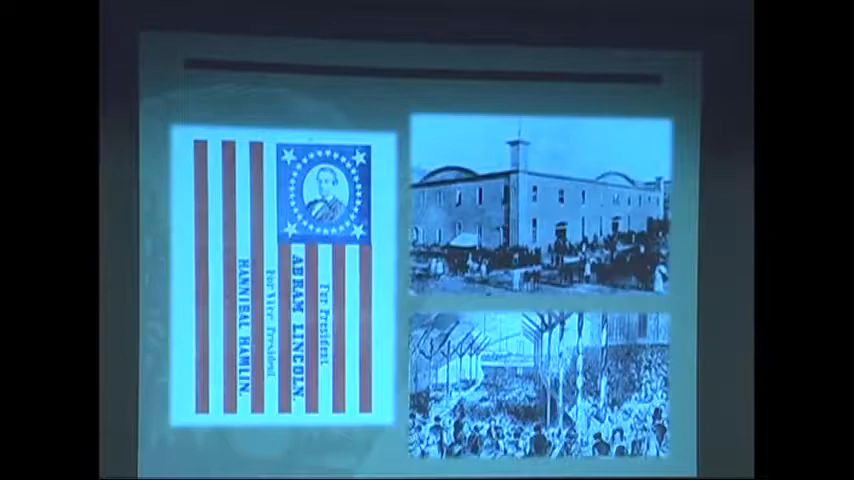 For President
ABRAM LINCOLN.
For Vice President
HANNIBAL HAMLIN.